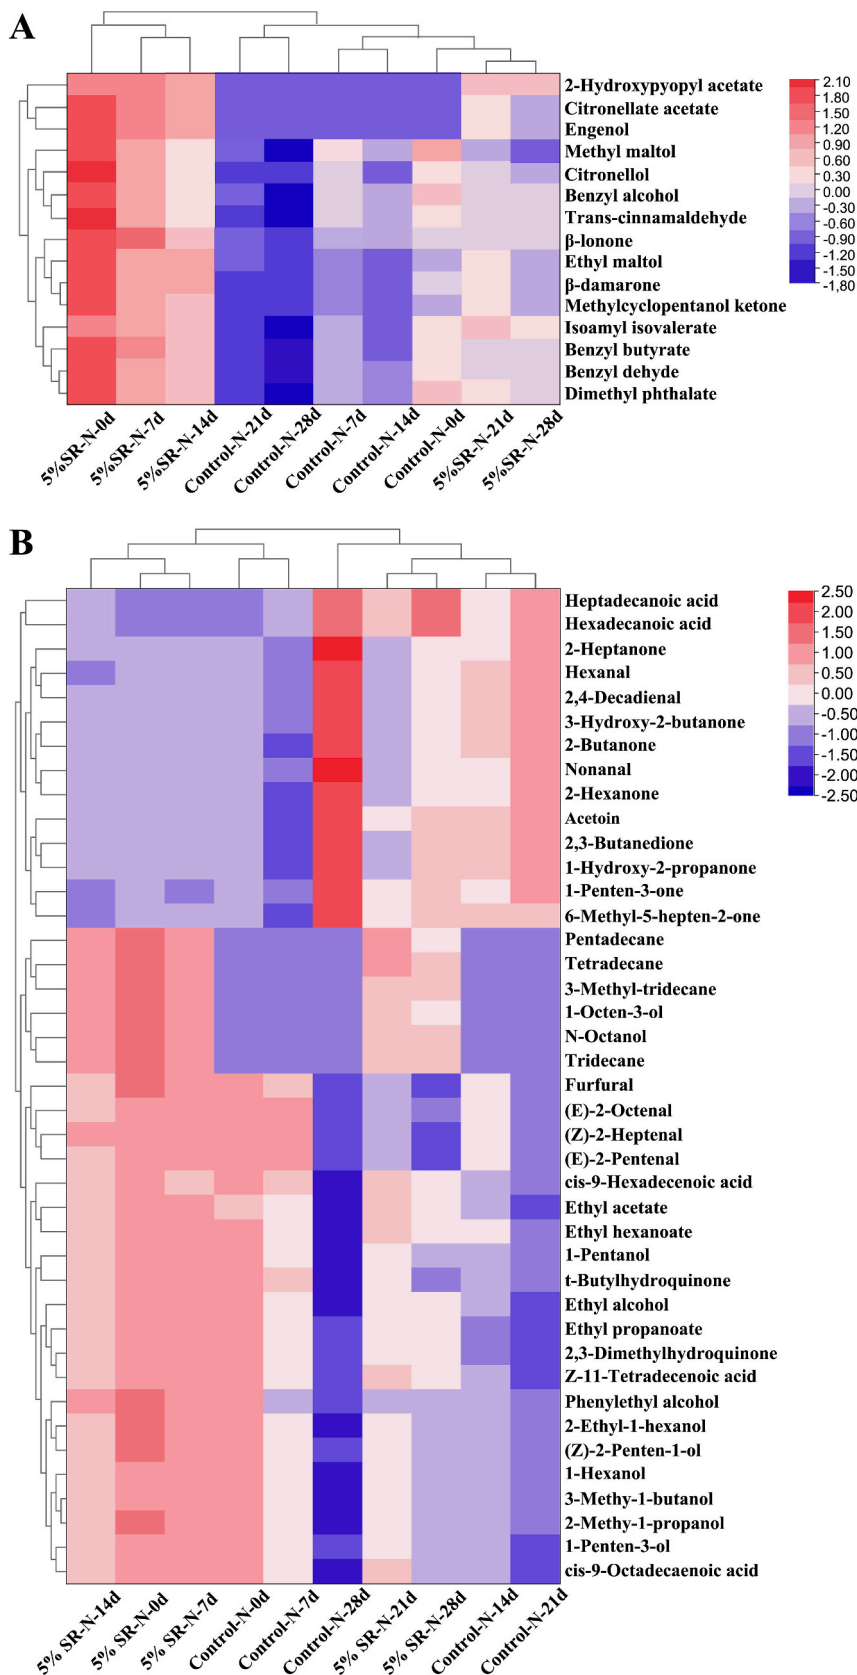 A
2-Hydroxypyopyl acetate
Citronellate acetate
Engenol
Methyl maltol
Citronellol
Benzyl alcohol
Trans-cinnamaldehyde
β-lonone
Ethyl maltol
β-damarone
Methylcyclopentanol ketone
Isoamyl isovalerate
Benzyl butyrate
Benzyl dehyde
Dimethyl phthalate
2.10
1.80
1.50
1.20
0.90
0.60
0.30
0.00
-0.30
-0.60
-0.90
-1.20
-1.50
-1.80
5%SR-N-0d
5%SR-N-7d
5%SR-N-14d
Control-N-21d
Control-N-28d
Control-N-7d
Control-N-14d
Control-N-0d
5%SR-N-21d
5%SR-N-28d
B
Heptadecanoic acid
Hexadecanoic acid
2-Heptanone
Hexanal
2,4-Decadienal
3-Hydroxy-2-butanone
2-Butanone
Nonanal
2-Hexanone
Acetoin
2,3-Butanedione
1-Hydroxy-2-propanone
1-Penten-3-one
6-Methyl-5-hepten-2-one
Pentadecane
Tetradecane
3-Methyl-tridecane
1-Octen-3-ol
N-Octanol
Tridecane
Furfural
(E)-2-Octenal
(Z)-2-Heptenal
(E)-2-Pentenal
cis-9-Hexadecenoic acid
Ethyl acetate
Ethyl hexanoate
1-Pentanol
t-Butylhydroquinone
Ethyl alcohol
Ethyl propanoate
2,3-Dimethylhydroquinone
Z-11-Tetradecenoic acid
Phenylethyl alcohol
2-Ethyl-1-hexanol
(Z)-2-Penten-1-ol
1-Hexanol
3-Methy-1-butanol
2-Methy-1-propanol
1-Penten-3-ol
cis-9-Octadecaenoic acid
2.50
2.00
1.50
1.00
0.50
0.00
-0.50
-1.00
-1.50
-2.00
-2.50
5% SR-N-14d
5% SR-N-0d
5% SR-N-7d
Control-N-0d
Control-N-7d
Control-N-28d
5% SR-N-21d
5% SR-N-28d
Control-N-14d
Control-N-21d